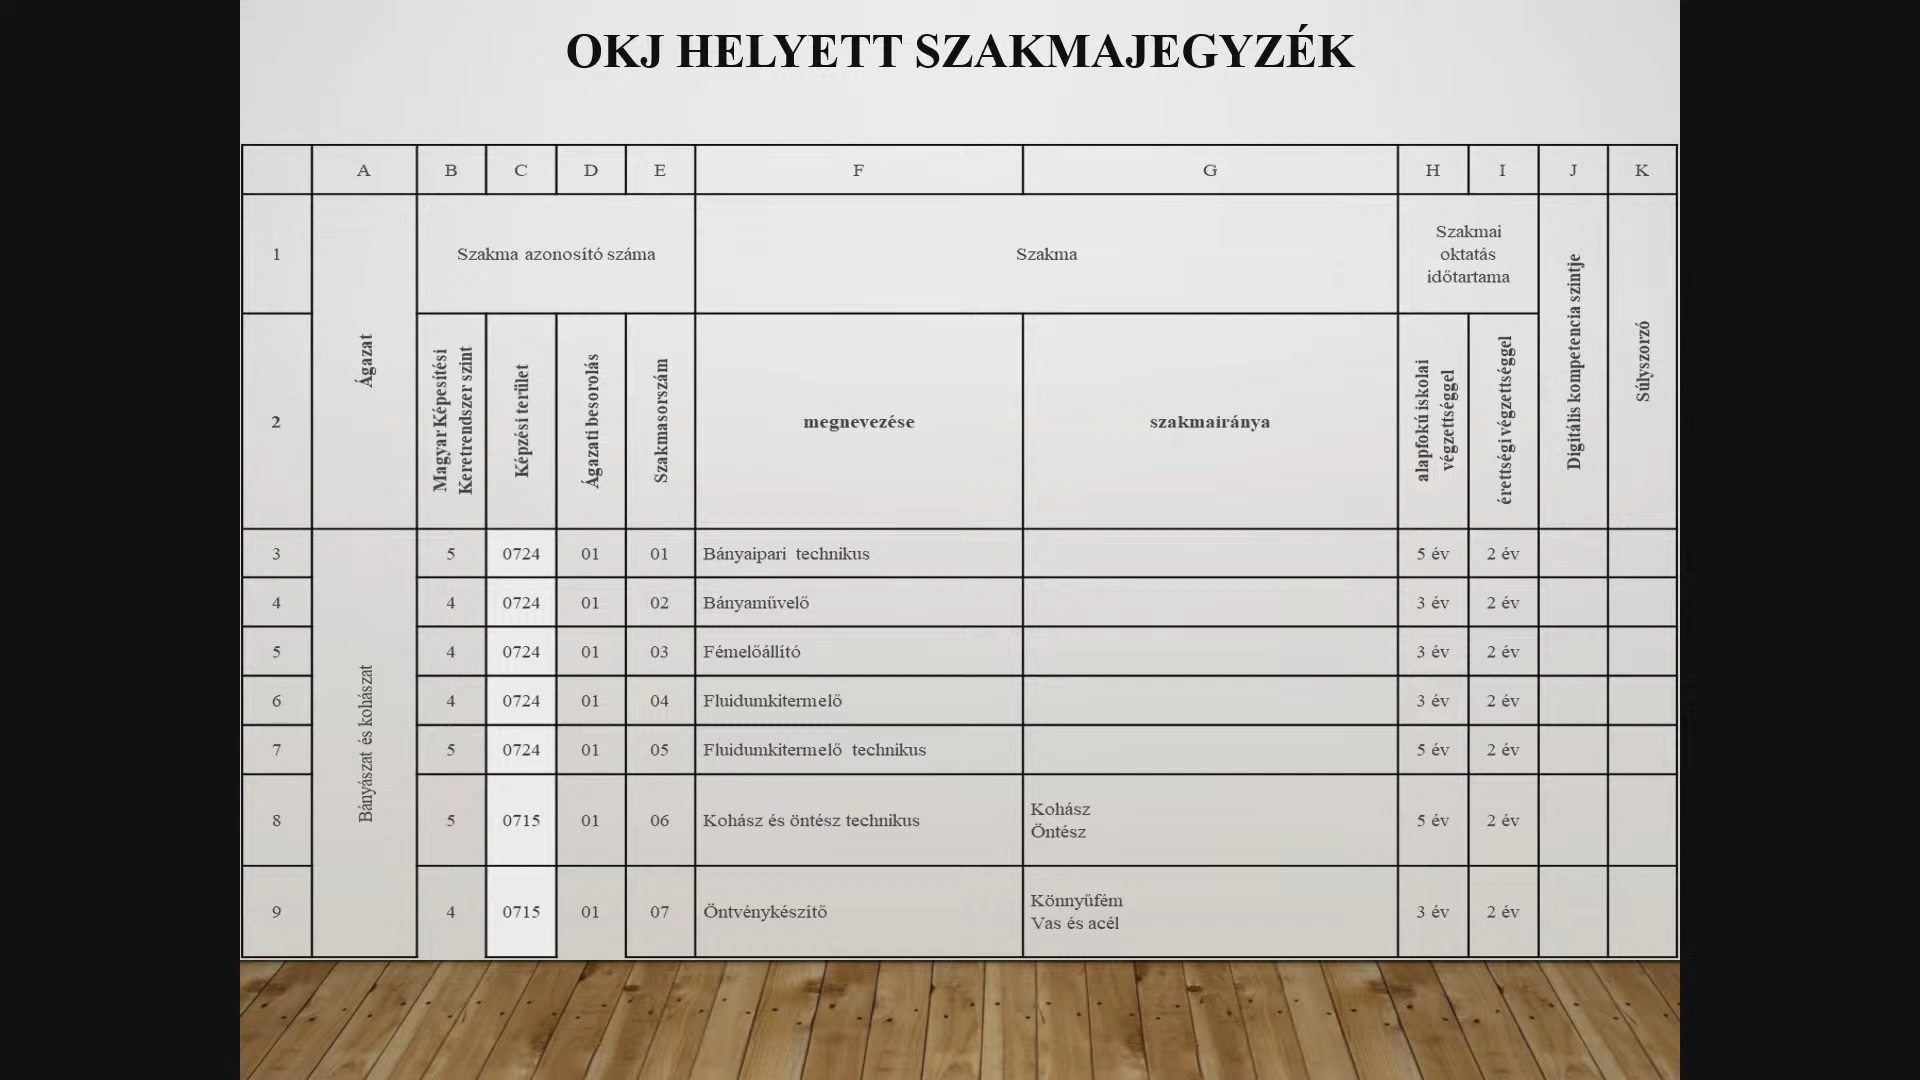 OKJ HELYETT SZAKMAJEGYZÉK
A B C D E F G H I J K
1 Ágazat Szakma azonosító száma Szakma Szakmai oktatás időtartama Digitális kompetencia szintje Súlyszorzó
2 Magyar Képesítési Keretrendszer szint Képzési terület Ágazati besorolás Szakmasorszám megnevezése szakmairánya alapfokú iskolai végzettséggel érettségi végzettséggel
Bányászat és kohászat
3 5 0724 01 01 Bányaipari technikus 5 év 2 év
4 4 0724 01 02 Bányaművelő 3 év 2 év
5 4 0724 01 03 Fémelőállító 3 év 2 év
6 4 0724 01 04 Fluidumkitermelő 3 év 2 év
7 5 0724 01 05 Fluidumkitermelő technikus 5 év 2 év
8 5 0715 01 06 Kohász és öntész technikus Kohász Öntész 5 év 2 év
9 4 0715 01 07 Öntvénykészítő Könnyűfém Vas és acél 3 év 2 év